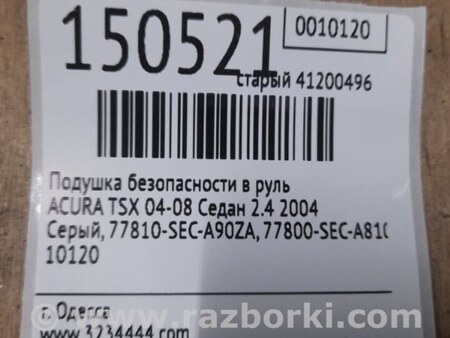 150521
0010120
старый 41200496
Подушка безопасности в руль
ACURA TSX 04-08 Седан 2.4 2004
Серый, 77810-SEC-A90ZA, 77800-SEC-A810
10120
г. Одесса
www.3234444.com
www.razborki.com